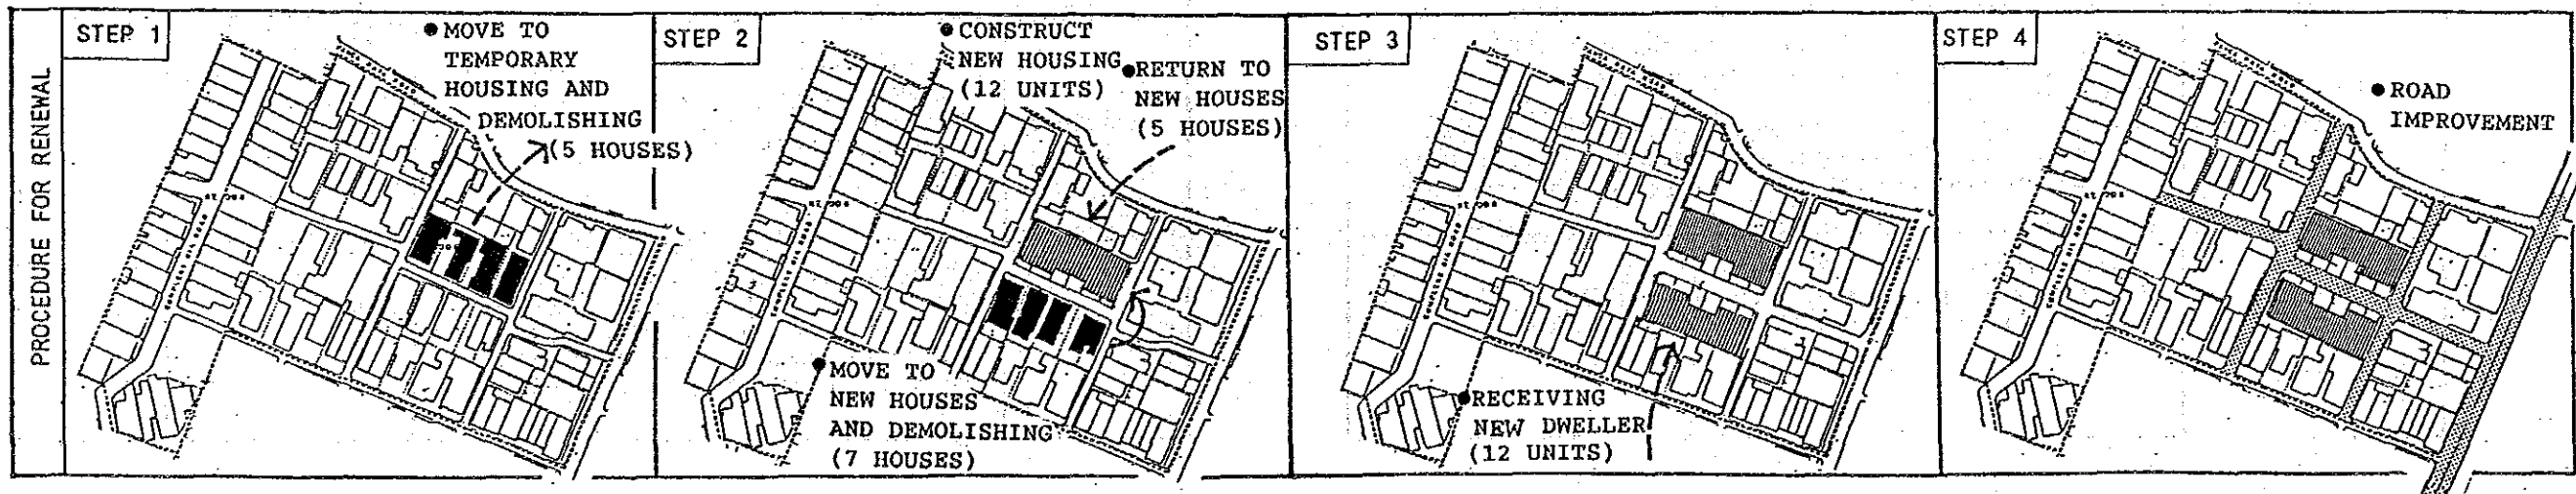 PROCEDURE FOR RENEWAL
STEP 1
●MOVE TO
TEMPORARY
HOUSING AND
DEMOLISHING
(5 HOUSES)
STEP 2
●CONSTRUCT
NEW HOUSING
(12 UNITS)
●RETURN TO
NEW HOUSES
(5 HOUSES)
●MOVE TO
NEW HOUSES
AND DEMOLISHING
(7 HOUSES)
STEP 3
●RECEIVING
NEW DWELLER
(12 UNITS)
STEP 4
●ROAD
IMPROVEMENT